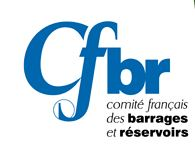 Cfbr
comité français
des barrages
et réservoirs